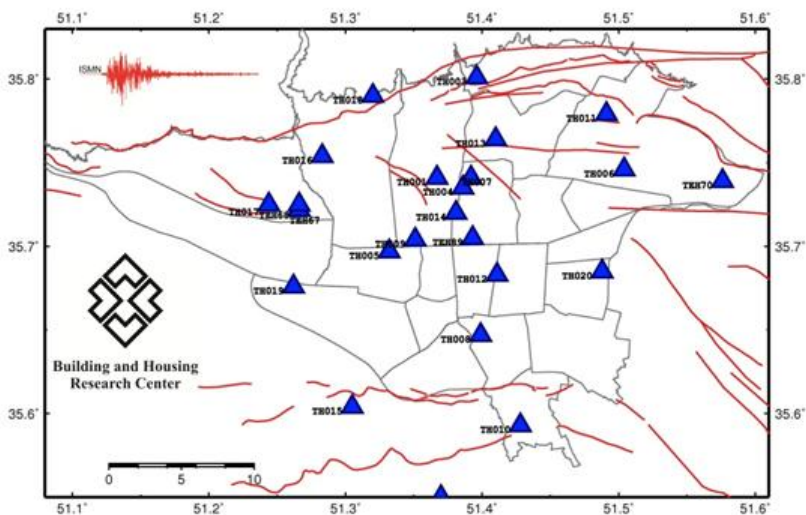 51.1° 51.2° 51.3° 51.4° 51.5° 51.6°
35.8° 35.8°
ISMN
TH003
TH018
TH011
TH013
TH016
TH006
TH001 TH007
TH004 TEH70
TH017 TEH68
TEH67
TH014
TH009 TEH69
TH005
35.7° 35.7°
TH012 TH020
TH019
Building and Housing
Research Center
TH008
TH015
35.6° 35.6°
TH010
0 5 10
51.1° 51.2° 51.3° 51.4° 51.5° 51.6°